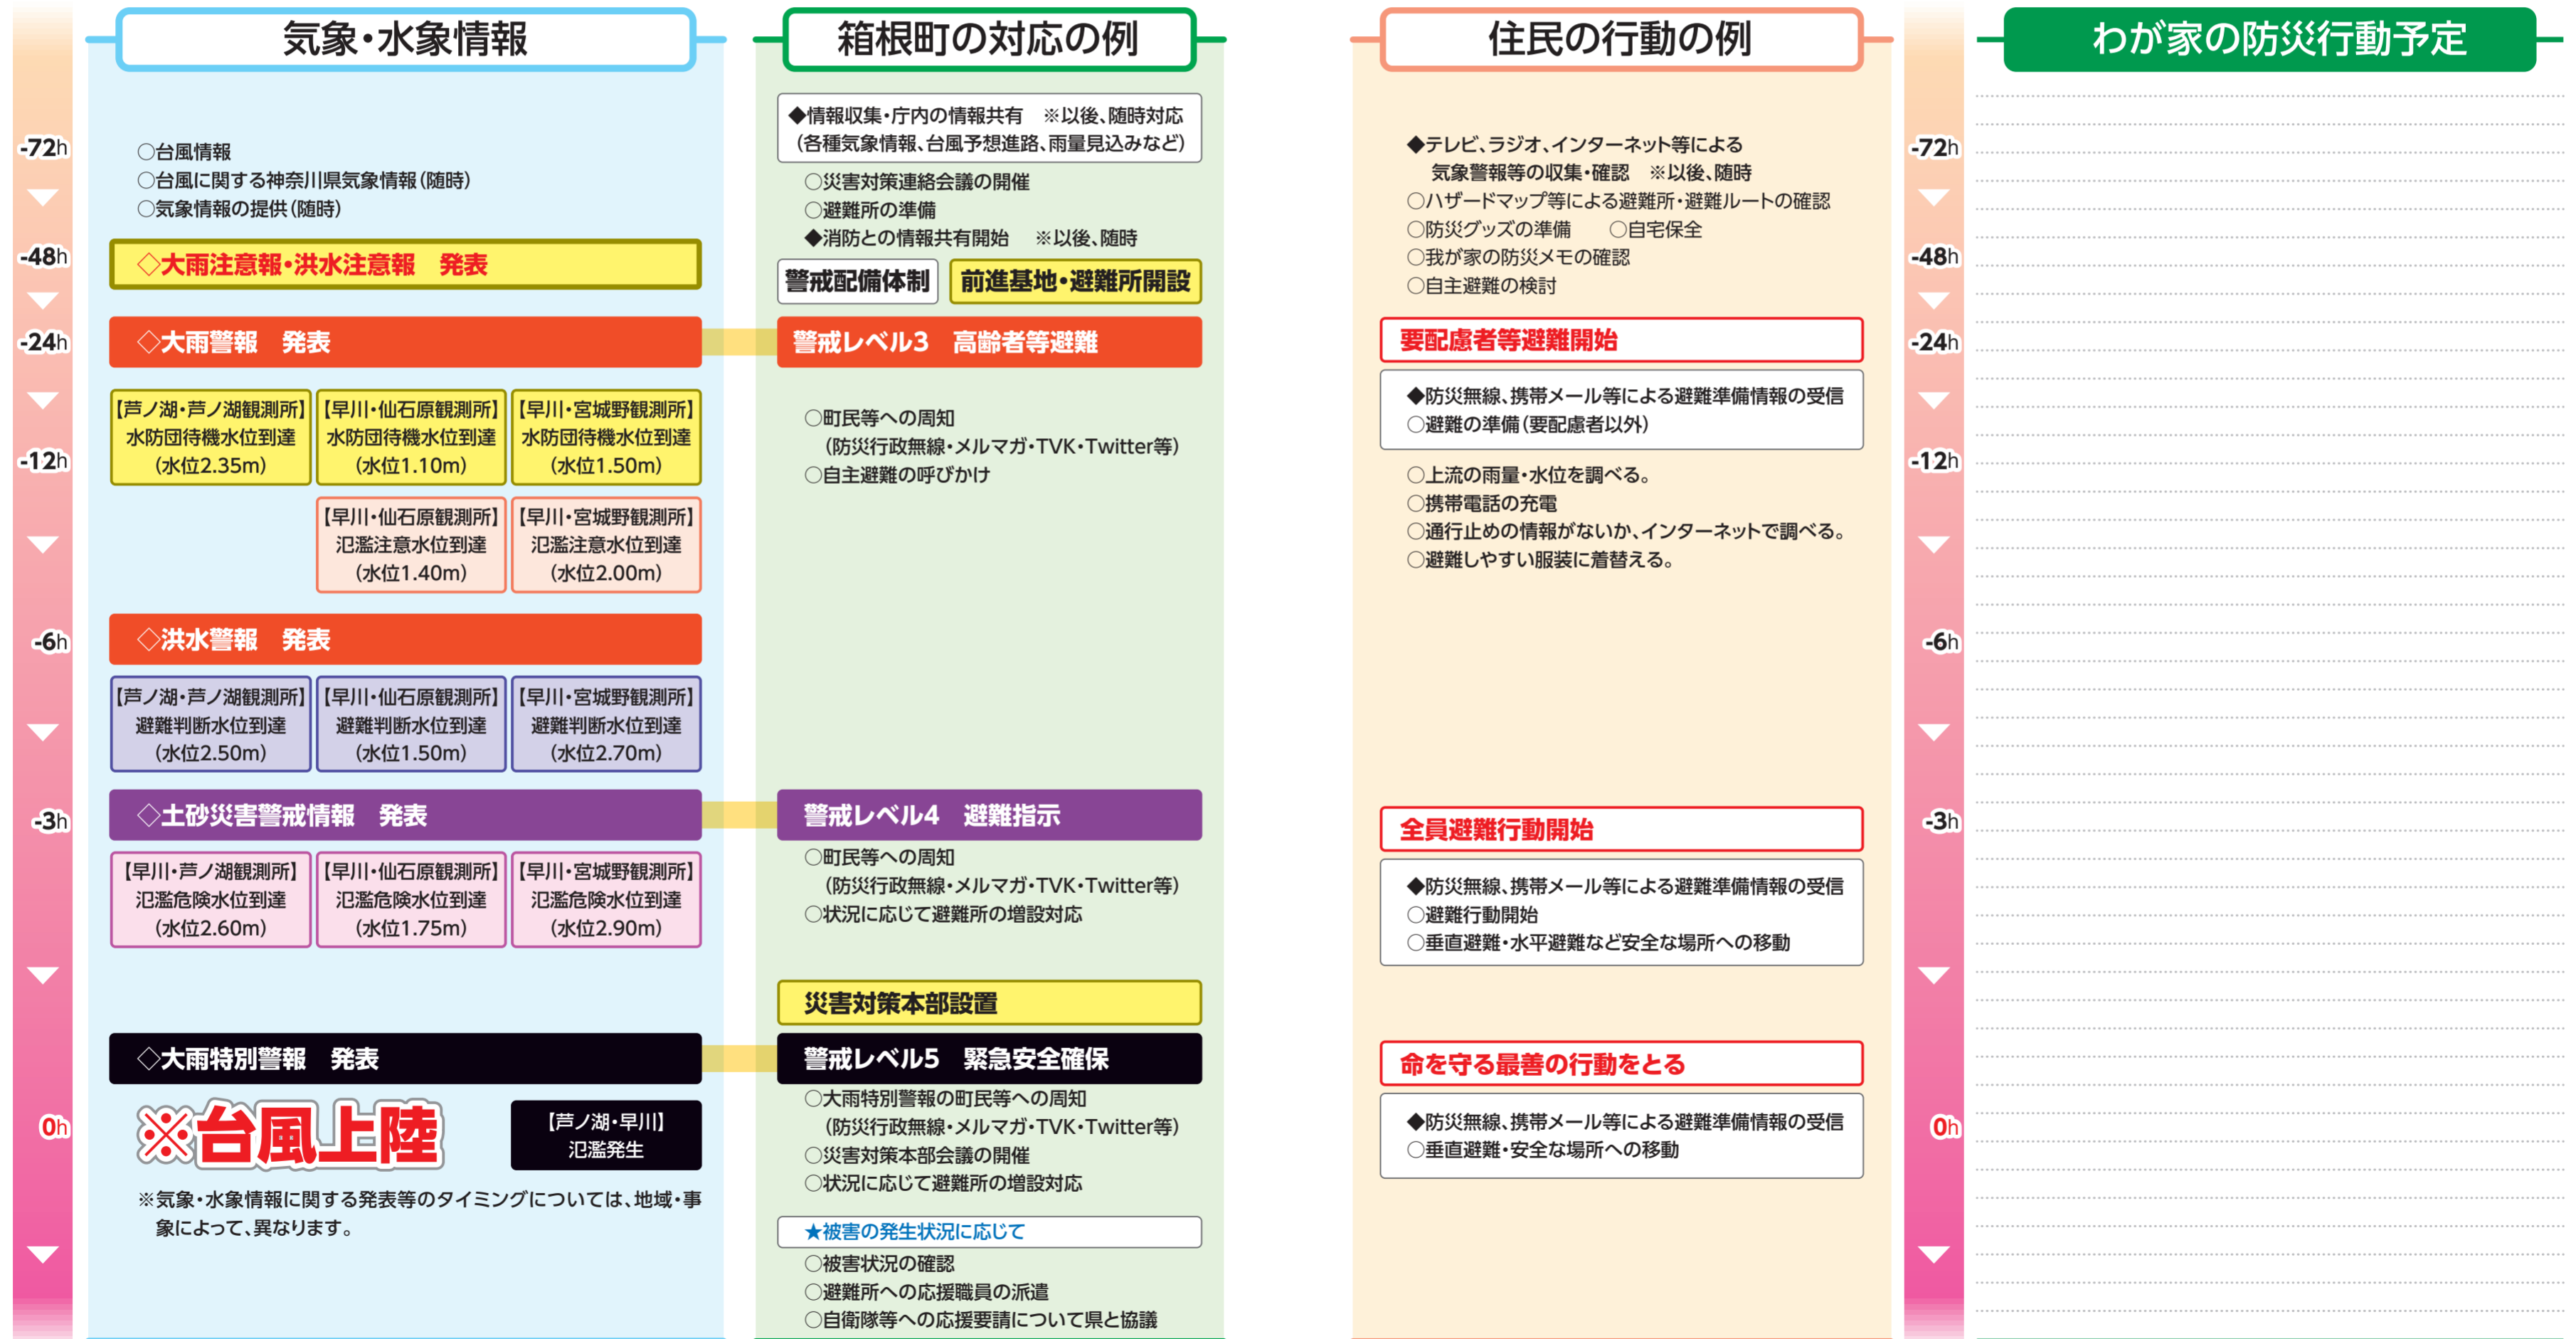 気象・水象情報
-72h
-48h
-24h
-12h
-6h
-3h
0h
○台風情報
○台風に関する神奈川県気象情報(随時)
○気象情報の提供(随時)
◇大雨注意報・洪水注意報　発表
◇大雨警報　発表
【芦ノ湖・芦ノ湖観測所】
水防団待機水位到達
(水位2.35m)
【早川・仙石原観測所】
水防団待機水位到達
(水位1.10m)
【早川・宮城野観測所】
水防団待機水位到達
(水位1.50m)
【早川・仙石原観測所】
氾濫注意水位到達
(水位1.40m)
【早川・宮城野観測所】
氾濫注意水位到達
(水位2.00m)
◇洪水警報　発表
【芦ノ湖・芦ノ湖観測所】
避難判断水位到達
(水位2.50m)
【早川・仙石原観測所】
避難判断水位到達
(水位1.50m)
【早川・宮城野観測所】
避難判断水位到達
(水位2.70m)
◇土砂災害警戒情報　発表
【早川・芦ノ湖観測所】
氾濫危険水位到達
(水位2.60m)
【早川・仙石原観測所】
氾濫危険水位到達
(水位1.75m)
【早川・宮城野観測所】
氾濫危険水位到達
(水位2.90m)
◇大雨特別警報　発表
※台風上陸
【芦ノ湖・早川】
氾濫発生
※気象・水象情報に関する発表等のタイミングについては、地域・事
象によって、異なります。
箱根町の対応の例
◆情報収集・庁内の情報共有　※以後、随時対応
(各種気象情報、台風予想進路、雨量見込みなど)
○災害対策連絡会議の開催
○避難所の準備
◆消防との情報共有開始　※以後、随時
警戒配備体制
前進基地・避難所開設
警戒レベル3　高齢者等避難
○町民等への周知
(防災行政無線・メルマガ・TVK・Twitter等)
○自主避難の呼びかけ
警戒レベル4　避難指示
○町民等への周知
(防災行政無線・メルマガ・TVK・Twitter等)
○状況に応じて避難所の増設対応
災害対策本部設置
警戒レベル5　緊急安全確保
○大雨特別警報の町民等への周知
(防災行政無線・メルマガ・TVK・Twitter等)
○災害対策本部会議の開催
○状況に応じて避難所の増設対応
★被害の発生状況に応じて
○被害状況の確認
○避難所への応援職員の派遣
○自衛隊等への応援要請について県と協議
住民の行動の例
◆テレビ、ラジオ、インターネット等による
気象警報等の収集・確認　※以後、随時
○ハザードマップ等による避難所・避難ルートの確認
○防災グッズの準備　○自宅保全
○我が家の防災メモの確認
○自主避難の検討
要配慮者等避難開始
◆防災無線、携帯メール等による避難準備情報の受信
○避難の準備(要配慮者以外)
○上流の雨量・水位を調べる。
○携帯電話の充電
○通行止めの情報がないか、インターネットで調べる。
○避難しやすい服装に着替える。
全員避難行動開始
◆防災無線、携帯メール等による避難準備情報の受信
○避難行動開始
○垂直避難・水平避難など安全な場所への移動
命を守る最善の行動をとる
◆防災無線、携帯メール等による避難準備情報の受信
○垂直避難・安全な場所への移動
-72h
-48h
-24h
-12h
-6h
-3h
0h
わが家の防災行動予定